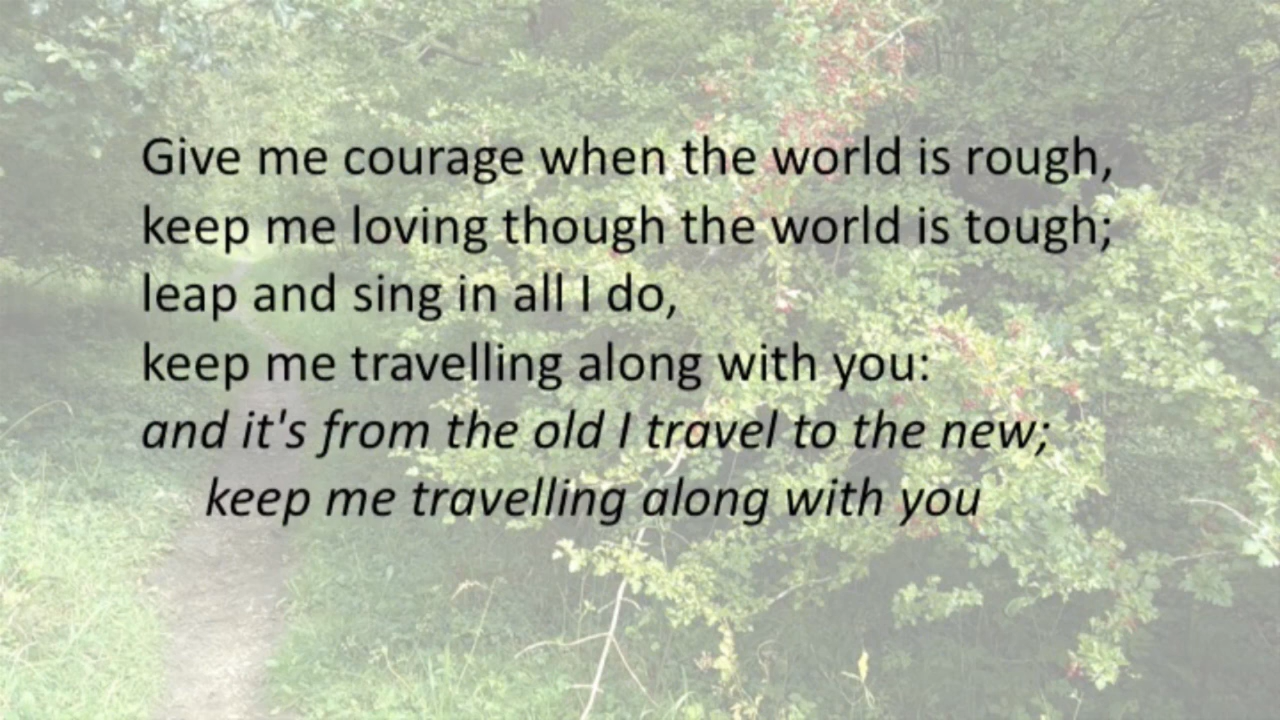 Give me courage when the world is rough,
keep me loving though the world is tough;
leap and sing in all I do,
keep me travelling along with you:
and it's from the old I travel to the new;
keep me travelling along with you